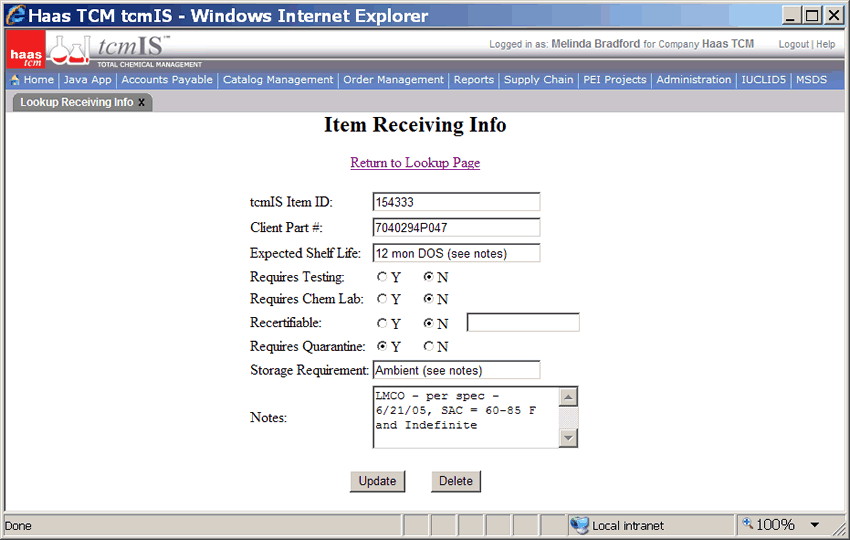 Haas TCM tcmIS - Windows Internet Explorer
haas tcm
tcmIS™
TOTAL CHEMICAL MANAGEMENT
Logged in as: Melinda Bradford for Company Haas TCM
Logout | Help
Home | Java App | Accounts Payable | Catalog Management | Order Management | Reports | Supply Chain | PEI Projects | Administration | IUCLID5 | MSDS
Lookup Receiving Info x
Item Receiving Info
Return to Lookup Page
tcmIS Item ID: 154333
Client Part #: 7040294P047
Expected Shelf Life: 12 mon DOS (see notes)
Requires Testing: Y N
Requires Chem Lab: Y N
Recertifiable: Y N
Requires Quarantine: Y N
Storage Requirement: Ambient (see notes)
Notes:
LMCO - per spec -
6/21/05, SAC = 60-85 F
and Indefinite
Update Delete
Done Local intranet 100%